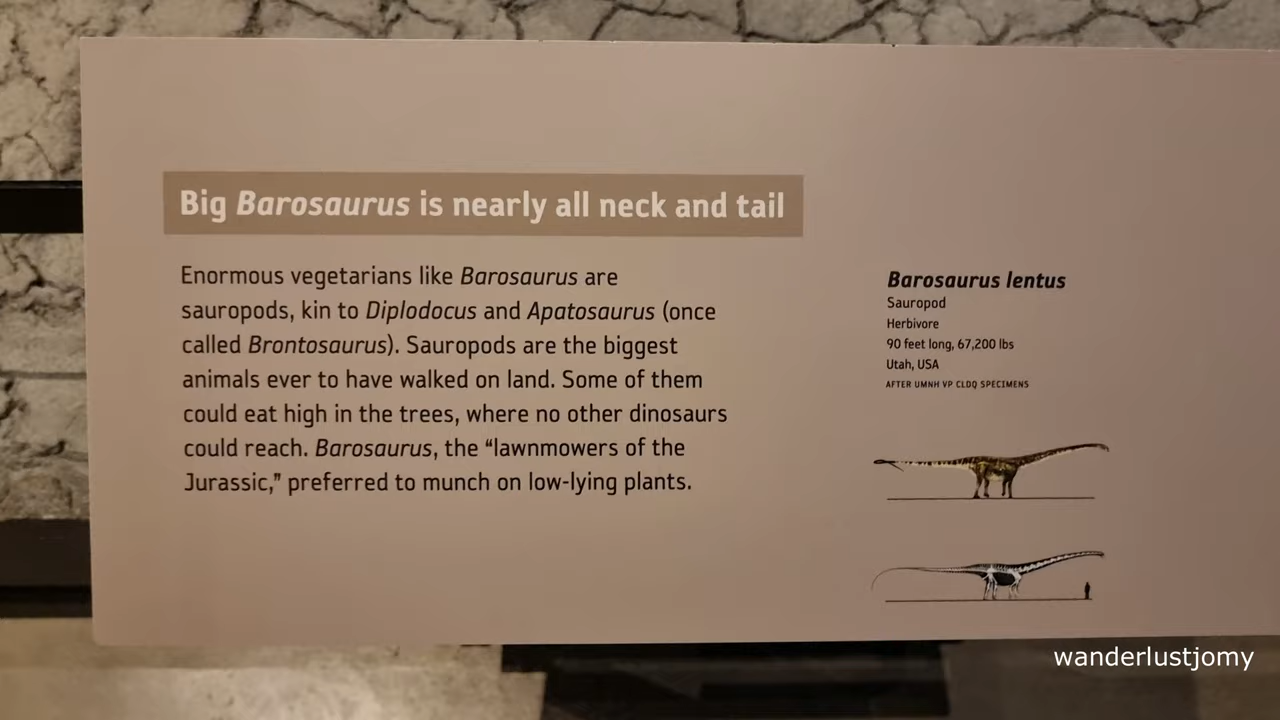 Big Barosaurus is nearly all neck and tail
Enormous vegetarians like Barosaurus are
sauropods, kin to Diplodocus and Apatosaurus (once
called Brontosaurus). Sauropods are the biggest
animals ever to have walked on land. Some of them
could eat high in the trees, where no other dinosaurs
could reach. Barosaurus, the “lawnmowers of the
Jurassic,” preferred to munch on low-lying plants.
Barosaurus lentus
Sauropod
Herbivore
90 feet long, 67,200 lbs
Utah, USA
AFTER UMNH VP CLDQ SPECIMENS
wanderlustjomy